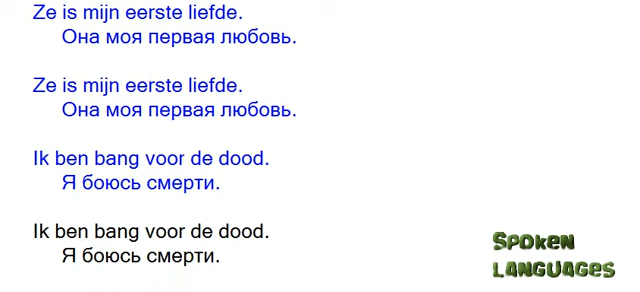 Ze is mijn eerste liefde.
Она моя первая любовь.
Ze is mijn eerste liefde.
Она моя первая любовь.
Ik ben bang voor de dood.
Я боюсь смерти.
Ik ben bang voor de dood.
Я боюсь смерти.
SPOKEN
LANGUAGES